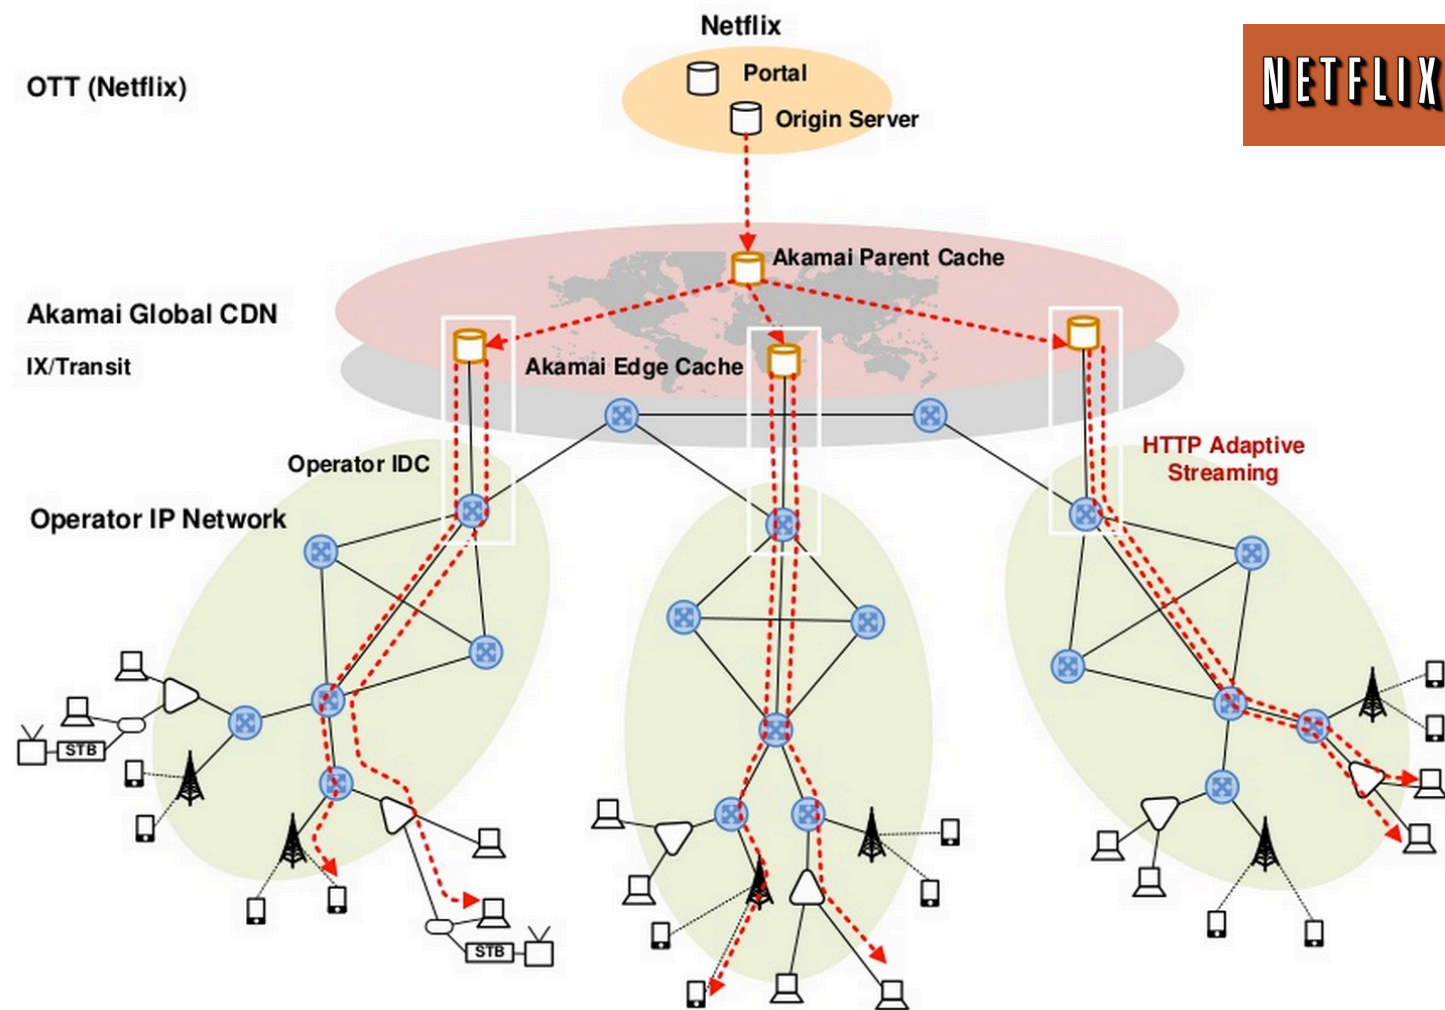 Netflix
Portal
OTT (Netflix)
Origin Server
NETFLIX
Akamai Parent Cache
Akamai Global CDN
IX/Transit
Akamai Edge Cache
HTTP Adaptive
Streaming
Operator IDC
Operator IP Network
STB
STB